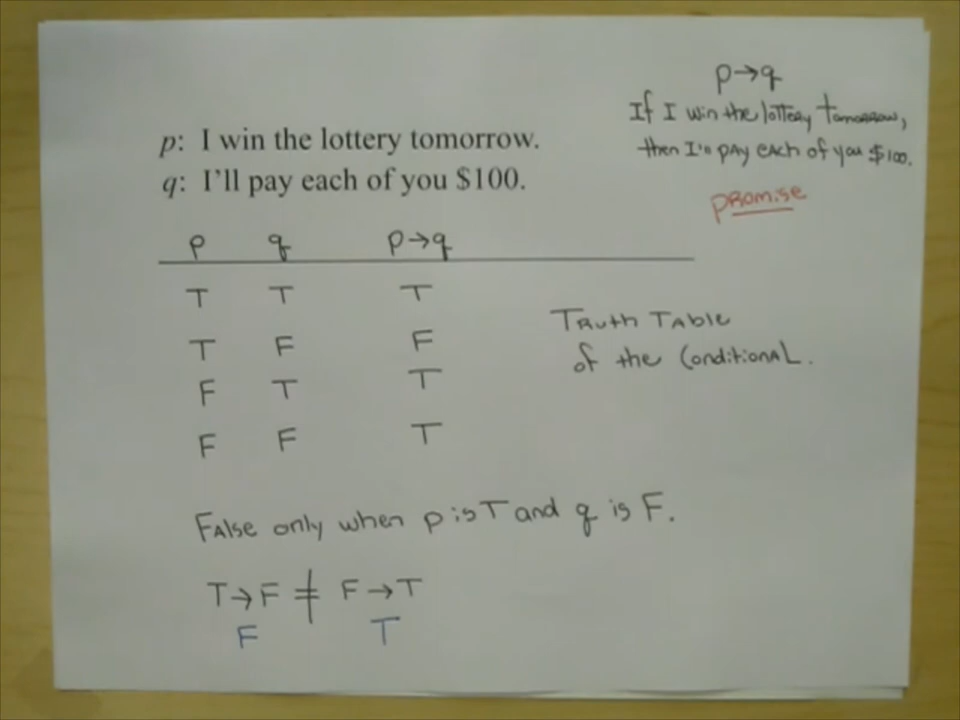 p→q
If I win the lottery tomorrow,
then I'll pay each of you $100.
promise
p: I win the lottery tomorrow.
q: I'll pay each of you $100.
p q p→q
T T T
T F F
F T T
F F T
Truth Table
of the Conditional.
False only when p is T and q is F.
T→F ≠ F→T
F T